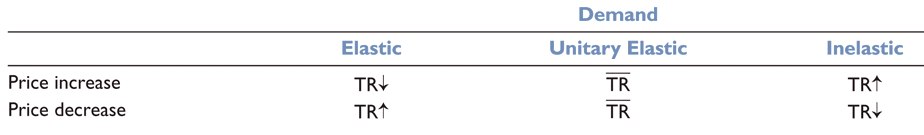 Demand
Elastic Unitary Elastic Inelastic
Price increase TR↓ T̅R̅ TR↑
Price decrease TR↑ T̅R̅ TR↓